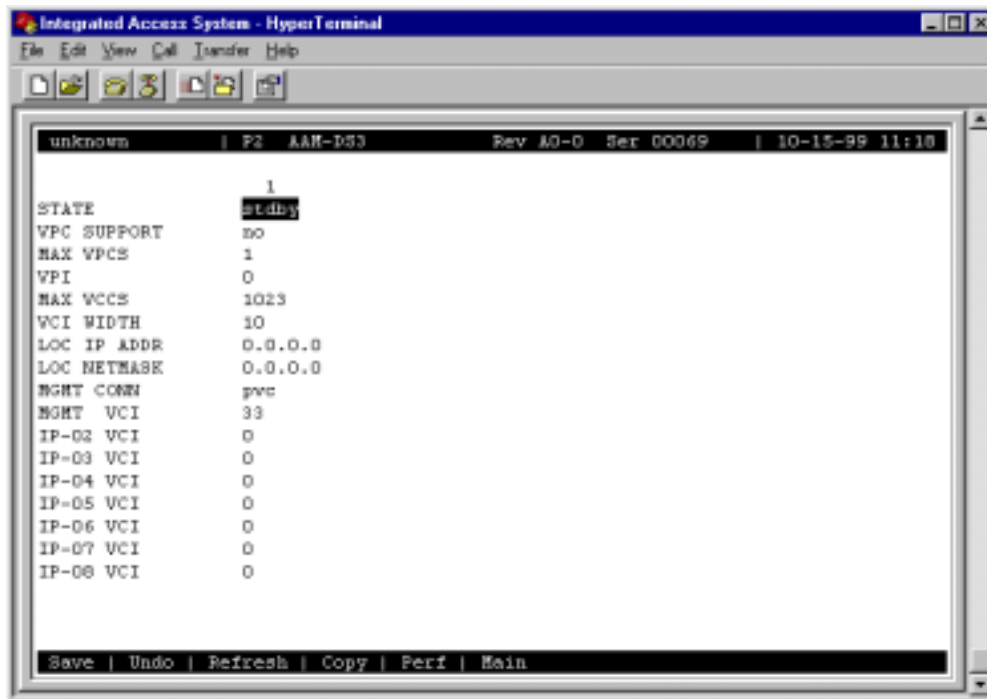 Integrated Access System - HyperTerminal
File Edit View Call Transfer Help
unknown | P2 AAM-DS3 Rev A0-0 Ser 00069 | 10-15-99 11:18
1
STATE stdby
VPC SUPPORT no
MAX VPCS 1
VPI 0
MAX VCCS 1023
VCI WIDTH 10
LOC IP ADDR 0.0.0.0
LOC NETMASK 0.0.0.0
MGMT CONN pvc
MGMT VCI 33
IP-02 VCI 0
IP-03 VCI 0
IP-04 VCI 0
IP-05 VCI 0
IP-06 VCI 0
IP-07 VCI 0
IP-08 VCI 0
Save | Undo | Refresh | Copy | Perf | Main